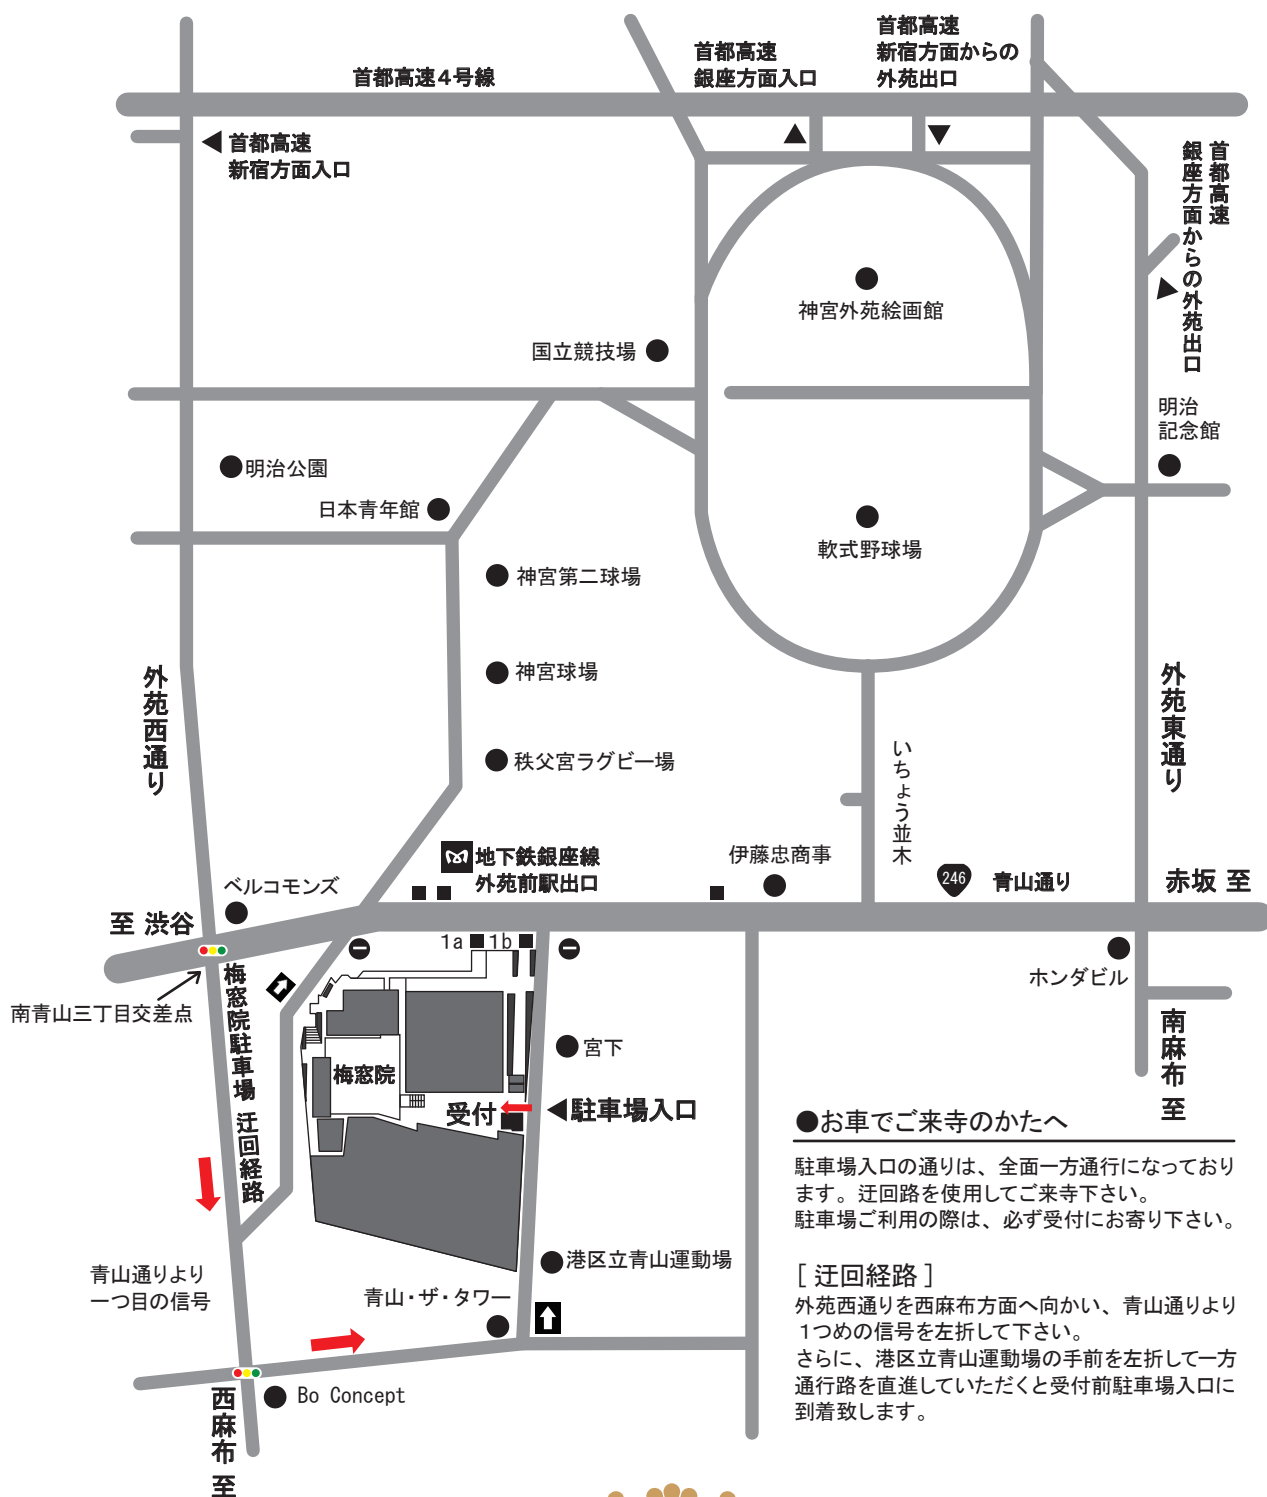 首都高速4号線
首都高速
銀座方面入口
首都高速
新宿方面からの
外苑出口
首都高速
新宿方面入口
首都高速
銀座方面からの外苑出口
神宮外苑絵画館
国立競技場
明治
記念館
明治公園
日本青年館
軟式野球場
神宮第二球場
神宮球場
秩父宮ラグビー場
外苑西通り
外苑東通り
いちょう並木
地下鉄銀座線
外苑前駅出口
伊藤忠商事
246
青山通り
赤坂 至
ベルコモンズ
至 渋谷
1a
1b
ホンダビル
南青山三丁目交差点
梅窓院駐車場 迂回経路
宮下
梅窓院
受付
駐車場入口
南麻布 至
●お車でご来寺のかたへ
駐車場入口の通りは、全面一方通行になっており
ます。迂回路を使用してご来寺下さい。
駐車場ご利用の際は、必ず受付にお寄り下さい。
[ 迂回経路 ]
外苑西通りを西麻布方面へ向かい、青山通りより
1つめの信号を左折して下さい。
さらに、港区立青山運動場の手前を左折して一方
通行路を直進していただくと受付前駐車場入口に
到着致します。
港区立青山運動場
青山通りより
一つ目の信号
青山・ザ・タワー
Bo Concept
西麻布 至